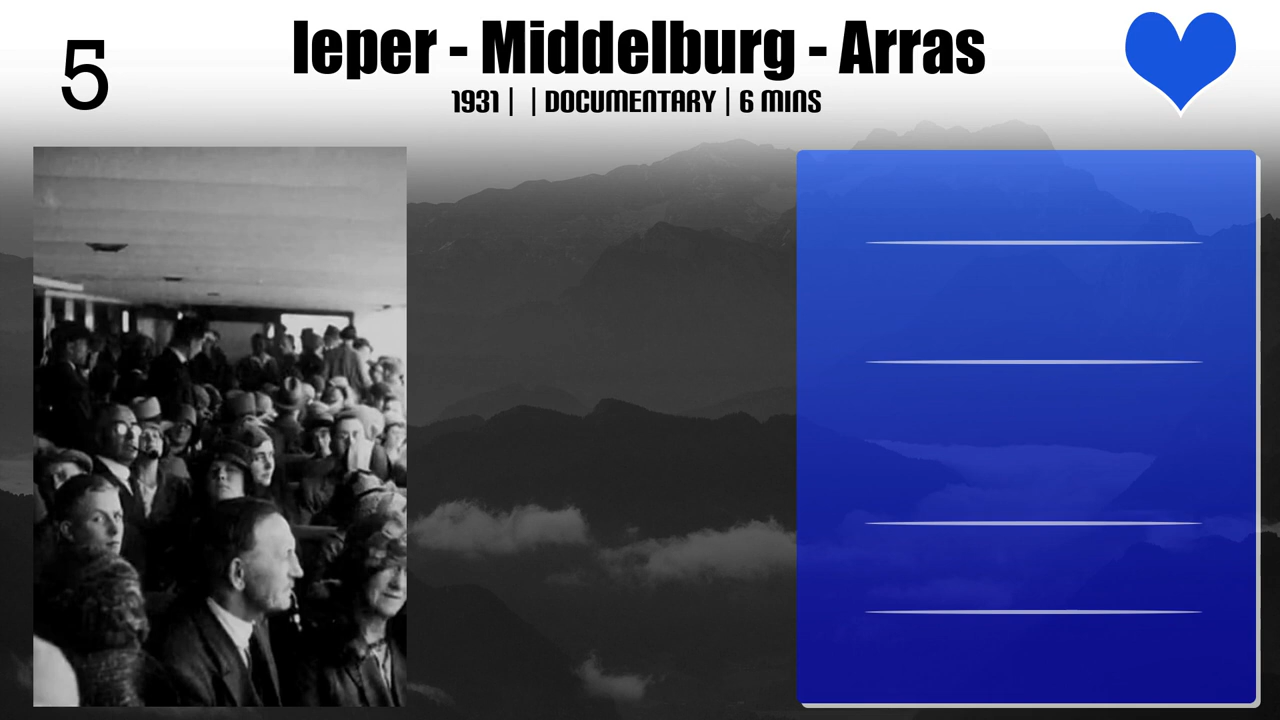 5
Ieper - Middelburg - Arras
1931 | | DOCUMENTARY | 6 MINS